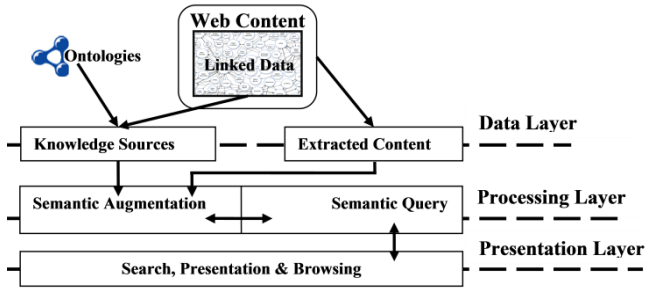 Web Content
Ontologies
Linked Data
Data Layer
Knowledge Sources
Extracted Content
Processing Layer
Semantic Augmentation
Semantic Query
Presentation Layer
Search, Presentation & Browsing